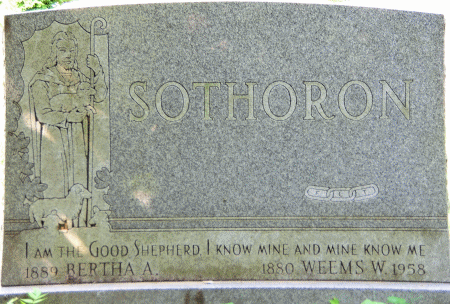 SOTHORON
F L T
I AM THE GOOD SHEPHERD I KNOW MINE AND MINE KNOW ME
1889 BERTHA A. 1880 WEEMS W. 1958